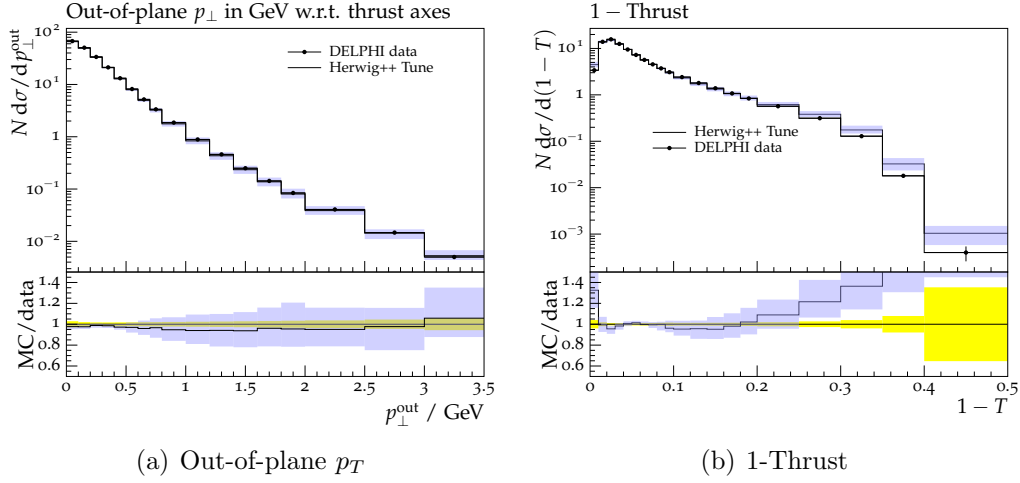 Out-of-plane p⊥ in GeV w.r.t. thrust axes
DELPHI data
Herwig++ Tune
10²
10¹
1
10⁻¹
10⁻²
N dσ/dp⊥^out
1.4
1.2
1
0.8
0.6
MC/data
0 0.5 1 1.5 2 2.5 3 3.5
p⊥^out / GeV
(a) Out-of-plane p_T
1 − Thrust
Herwig++ Tune
DELPHI data
10¹
1
10⁻¹
10⁻²
10⁻³
N dσ/d(1 − T)
1.4
1.2
1
0.8
0.6
MC/data
0 0.1 0.2 0.3 0.4 0.5
1 − T
(b) 1-Thrust